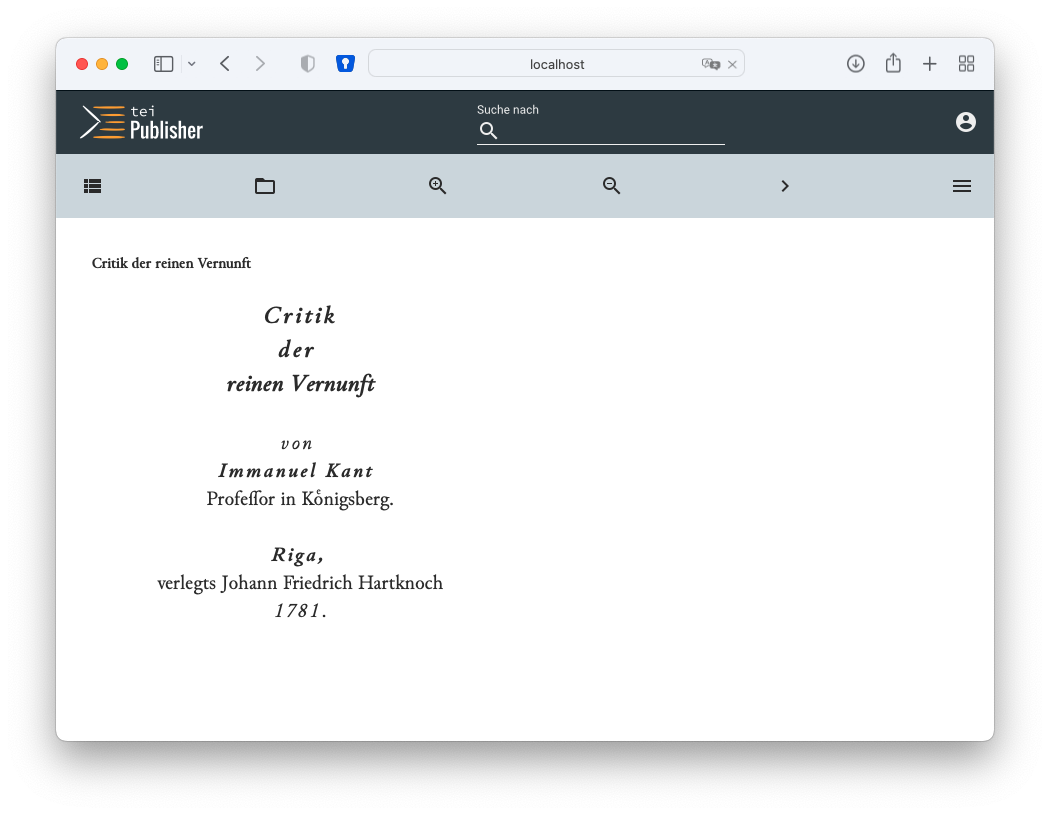 localhost
tei
Publisher
Suche nach
Critik der reinen Vernunft
Critik
der
reinen Vernunft
von
Immanuel Kant
Profeſſor in Koͤnigsberg.
Riga,
verlegts Johann Friedrich Hartknoch
1781.